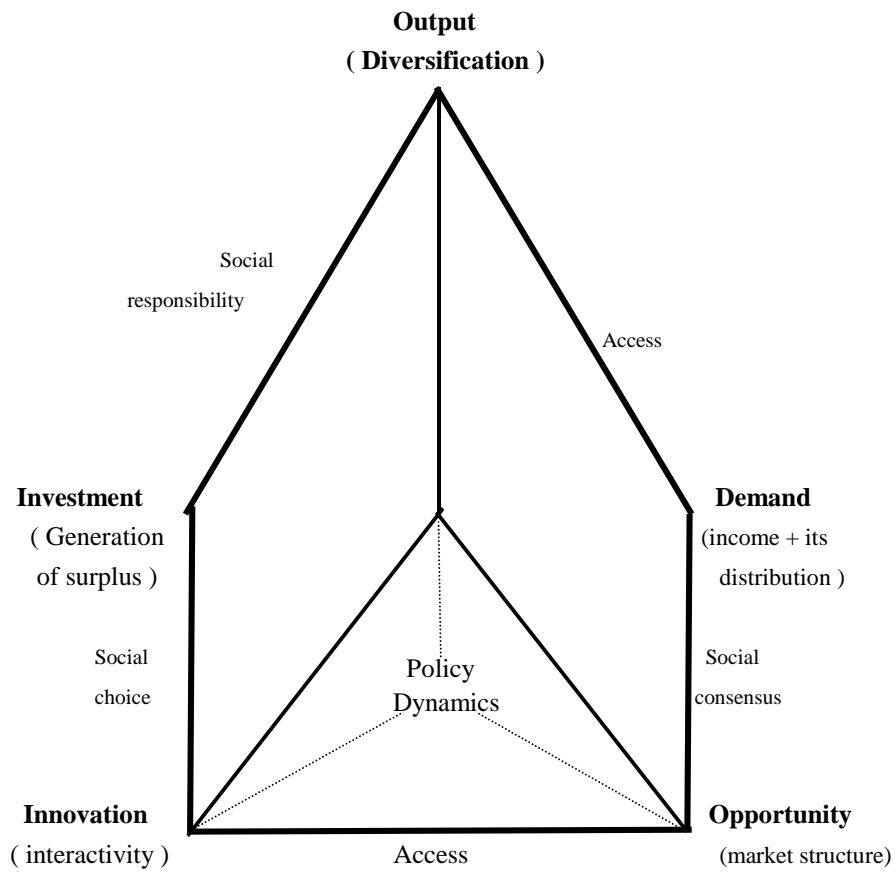 Output
( Diversification )
Social
responsibility
Access
Investment
( Generation
of surplus )
Demand
(income + its
distribution )
Social
choice
Policy
Dynamics
Social
consensus
Innovation
( interactivity )
Access
Opportunity
(market structure)